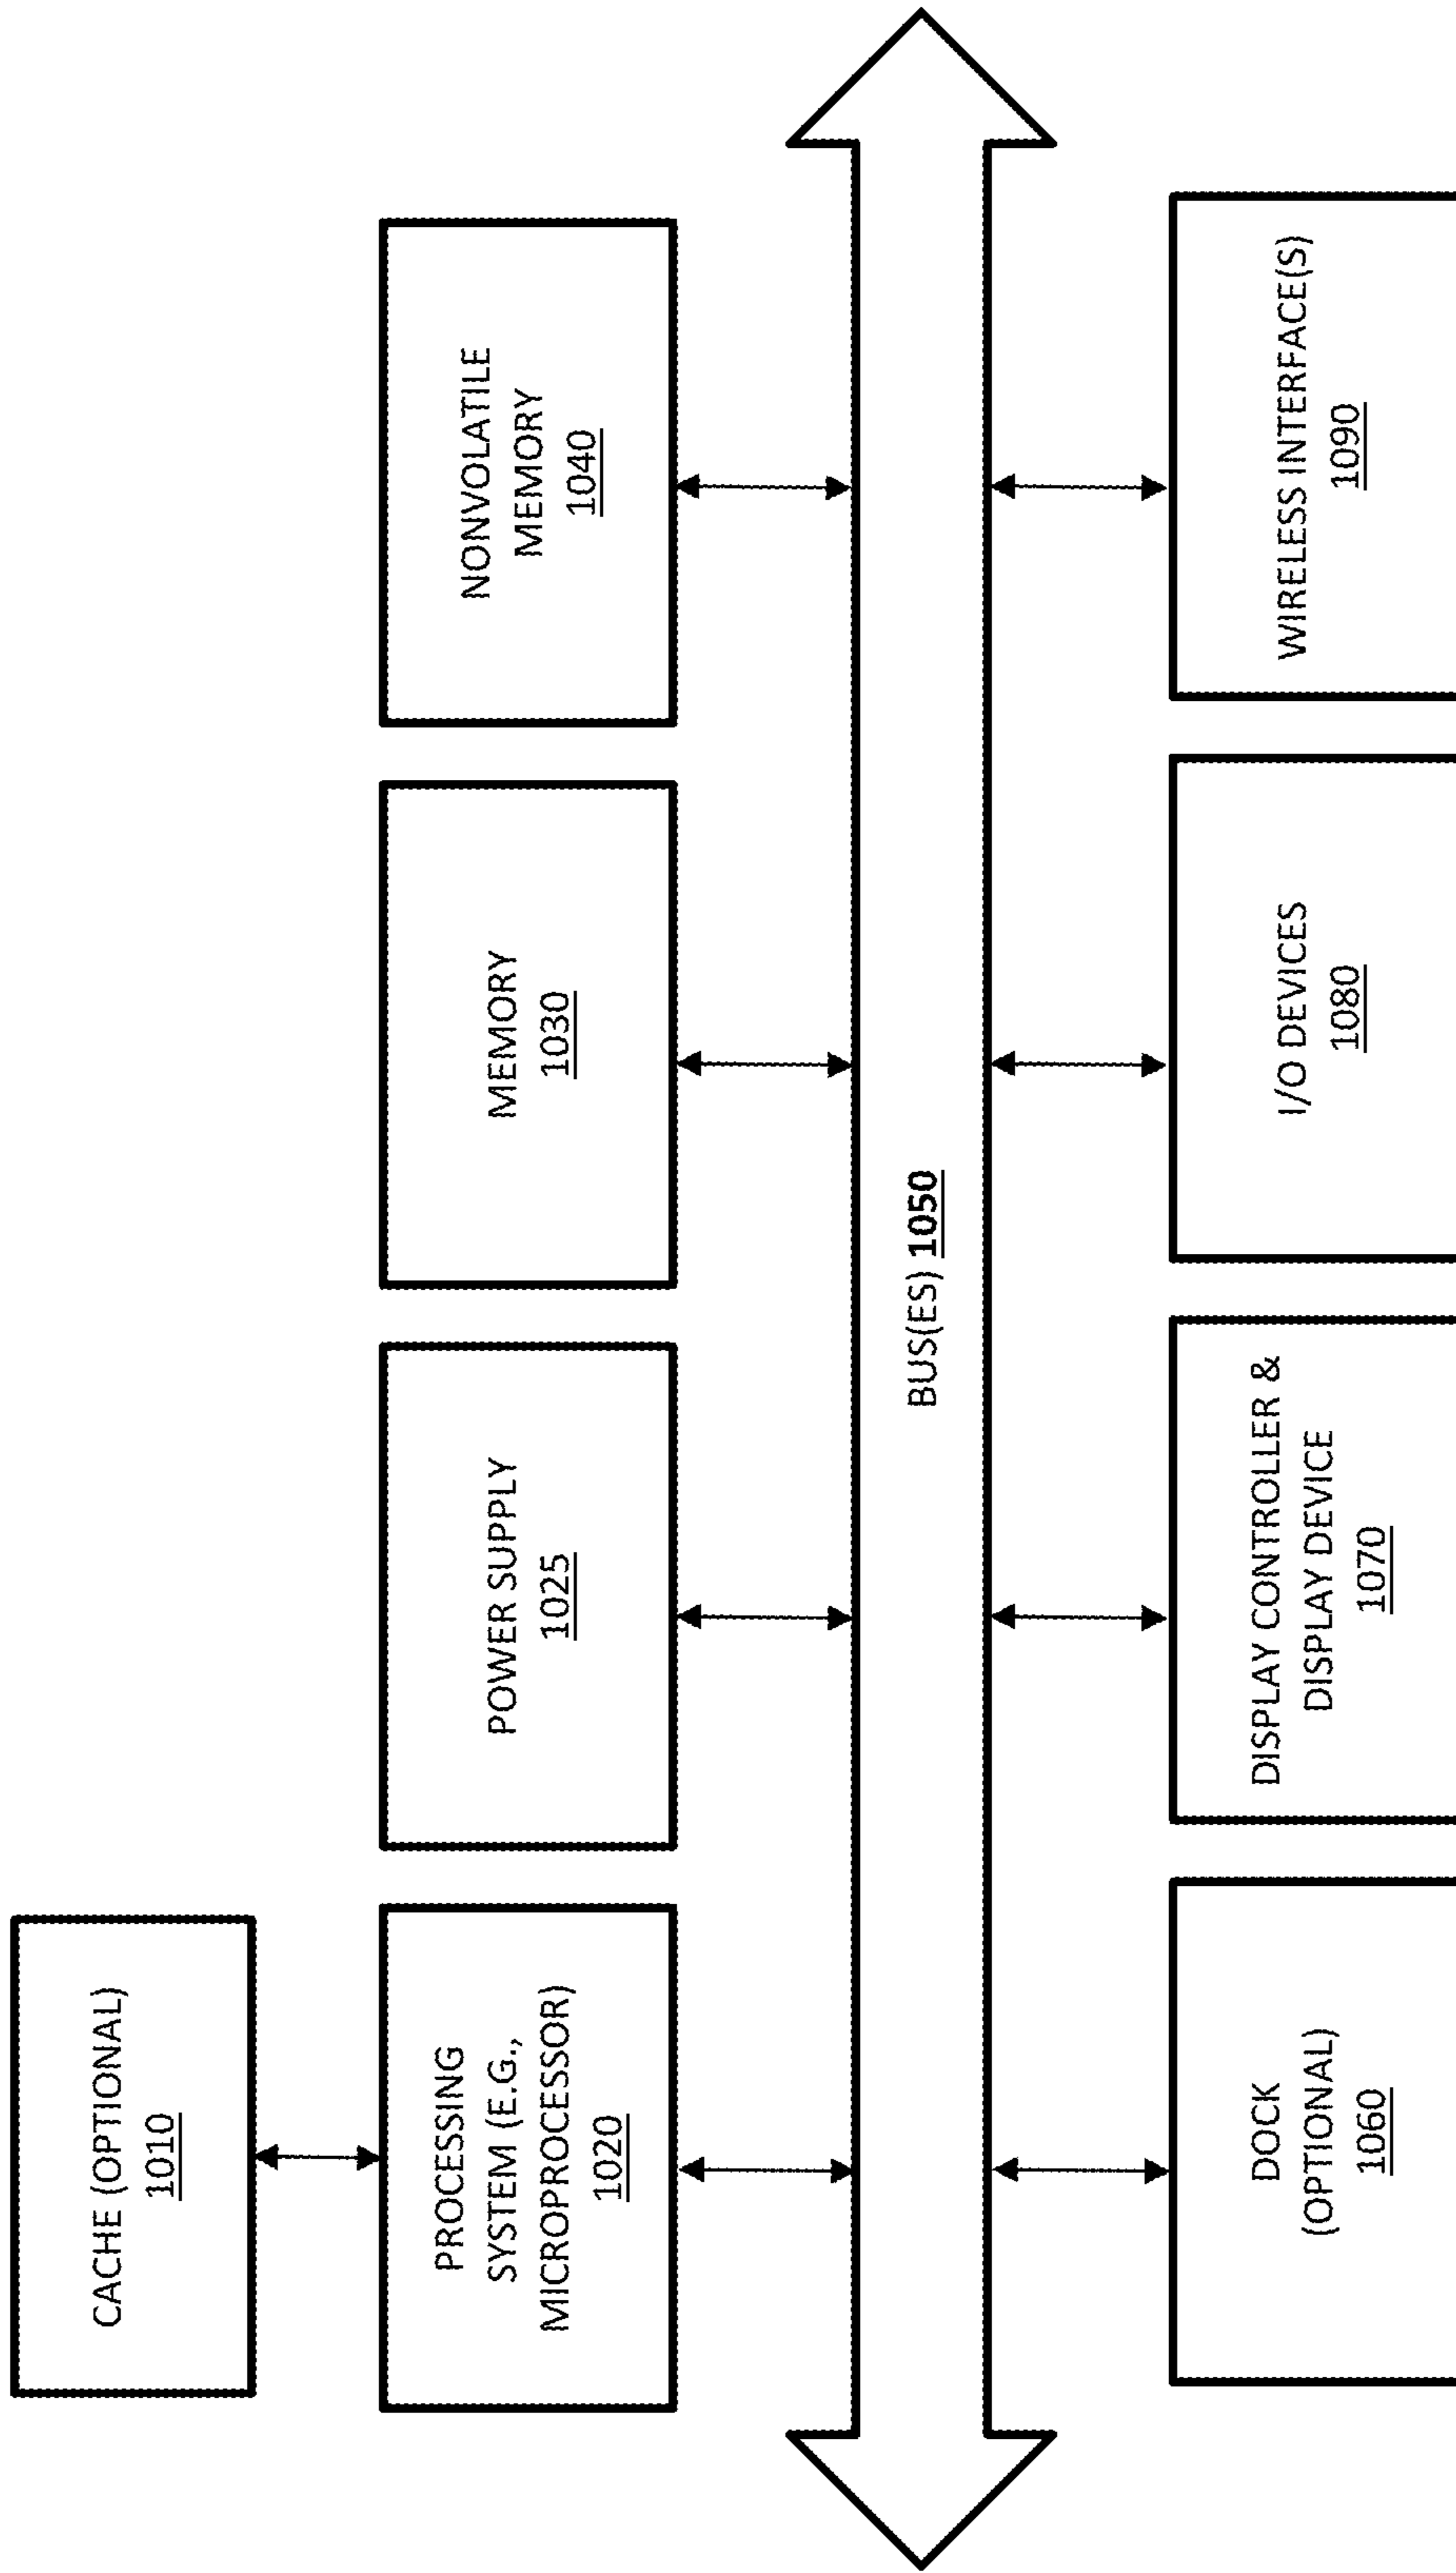 CACHE (OPTIONAL)
1010
PROCESSING
SYSTEM (E.G.,
MICROPROCESSOR)
1020
POWER SUPPLY
1025
MEMORY
1030
NONVOLATILE
MEMORY
1040
BUS(ES) 1050
DOCK
(OPTIONAL)
1060
DISPLAY CONTROLLER &
DISPLAY DEVICE
1070
I/O DEVICES
1080
WIRELESS INTERFACE(S)
1090